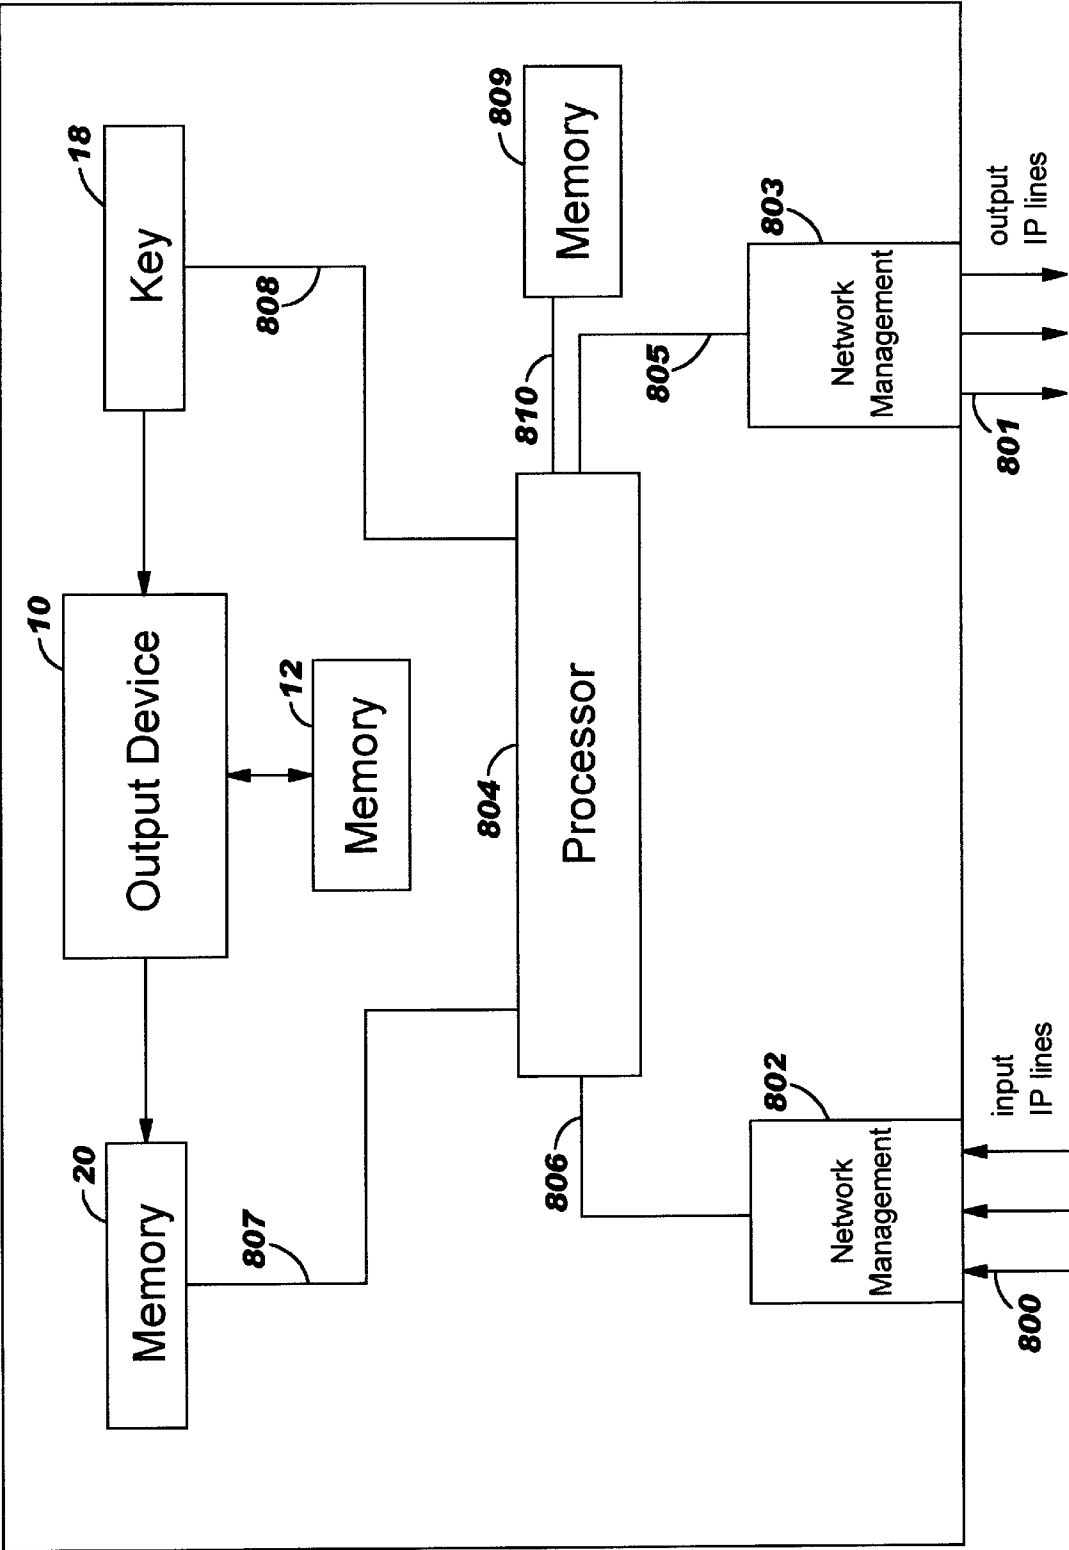 20
Memory
10
Output Device
18
Key
12
Memory
807
808
804
Processor
809
Memory
810
806
805
802
Network
Management
803
Network
Management
800
input
IP lines
801
output
IP lines